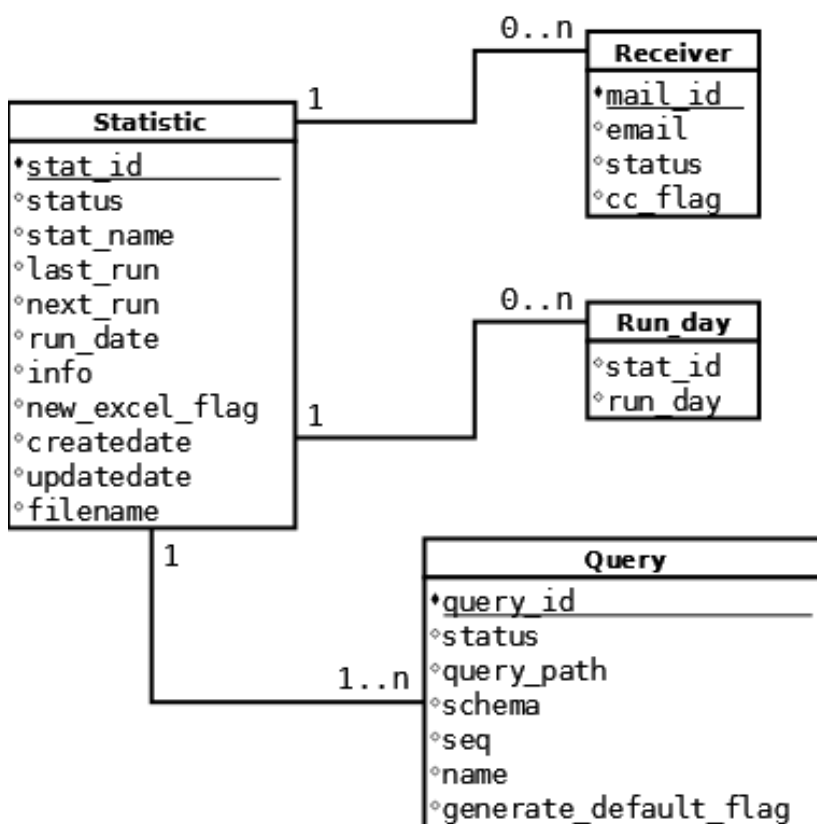 Statistic
stat_id
status
stat_name
last_run
next_run
run_date
info
new_excel_flag
createdate
updatedate
filename
1
0..n
Receiver
mail_id
email
status
cc_flag
1
0..n
Run_day
stat_id
run_day
1
1..n
Query
query_id
status
query_path
schema
seq
name
generate_default_flag